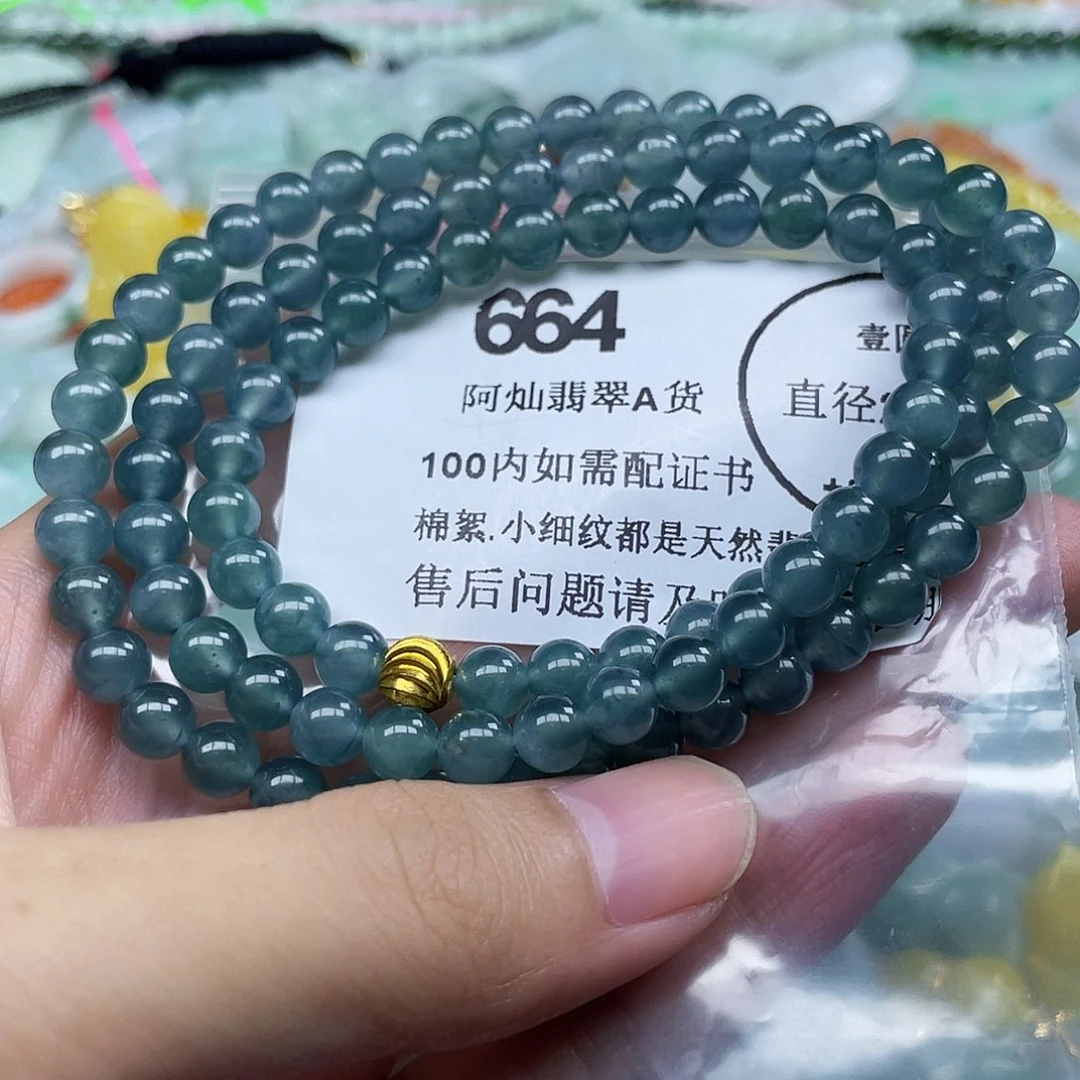 664
阿灿翡翠A货
100内如需配证书
棉絮.小细纹都是天然
售后问题请及
壹
直径